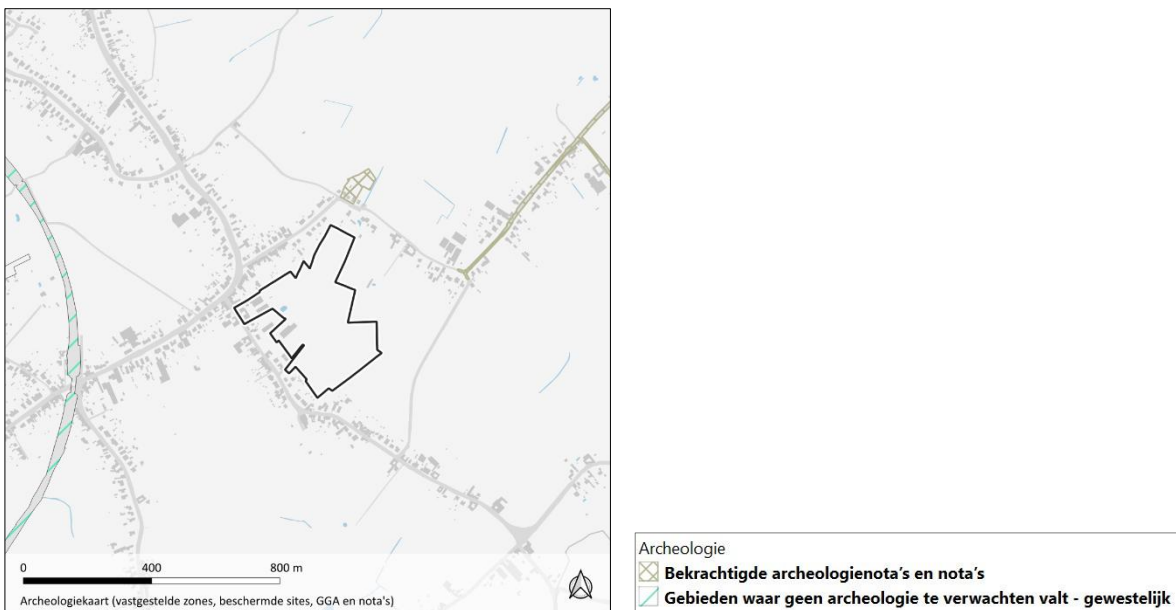 0 400 800 m
Archeologiekaart (vastgestelde zones, beschermde sites, GGA en nota's)
Archeologie
Bekrachtigde archeologienota's en nota's
Gebieden waar geen archeologie te verwachten valt - gewestelijk